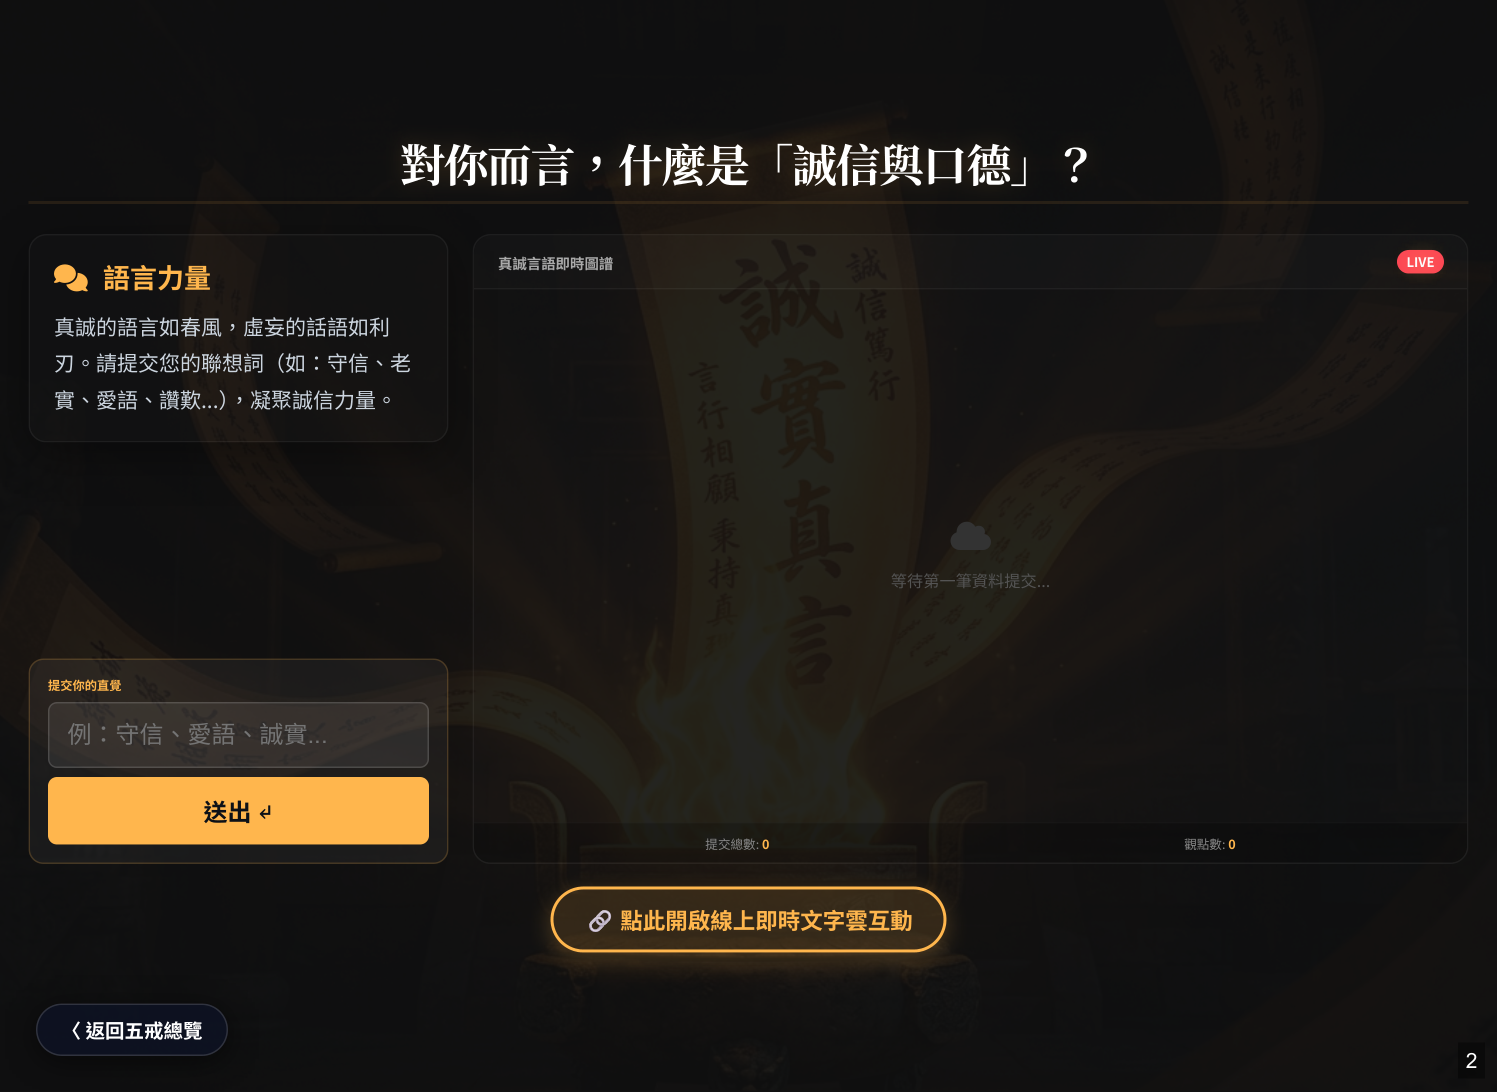 對你而言，什麼是「誠信與口德」？
語言力量
真誠的語言如春風，虛妄的話語如利
刃。請提交您的聯想詞（如：守信、老
實、愛語、讚歎...），凝聚誠信力量。
提交你的直覺
例：守信、愛語、誠實...
送出 ↲
真誠言語即時圖譜
LIVE
誠實真言
誠信篤行
言行相顧 秉持真
等待第一筆資料提交...
提交總數: 0
觀點數: 0
點此開啟線上即時文字雲互動
〈 返回五戒總覽
2